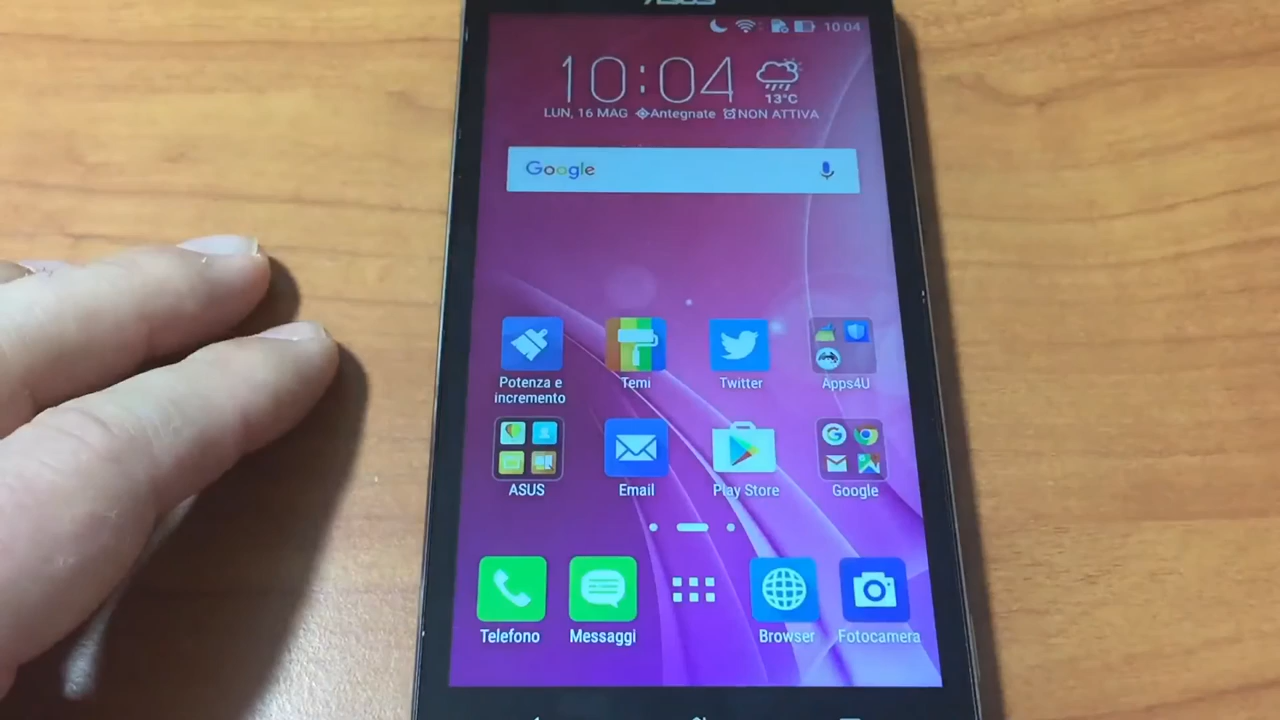 ASUS
10:04
10:04
13°C
LUN, 16 MAG Antegnate NON ATTIVA
Google
Potenza e
incremento
Temi
Twitter
Apps4U
ASUS
Email
Play Store
Google
Telefono
Messaggi
Browser
Fotocamera